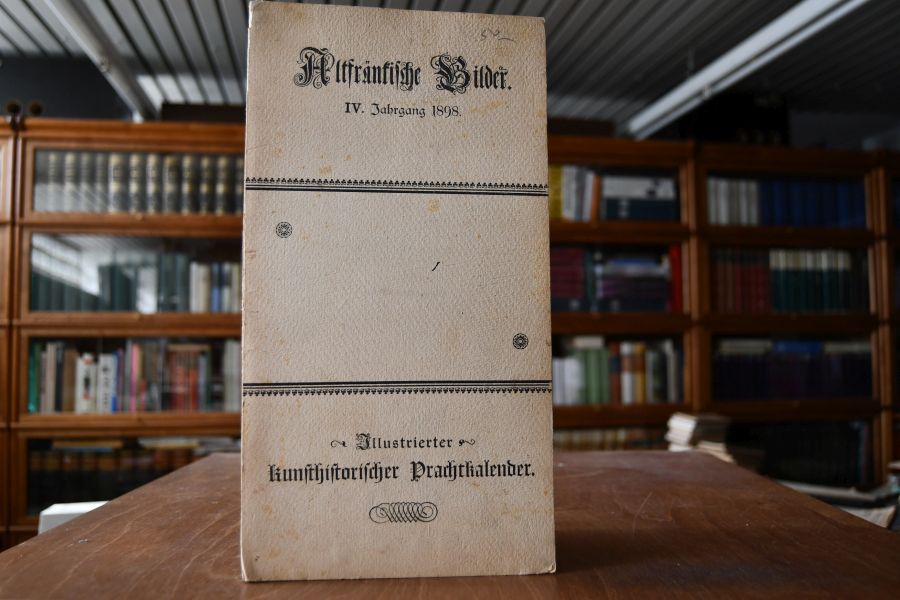 Altfränkische Bilder.
IV. Jahrgang 1898.
Illustrierter
kunsthistorischer Prachtkalender.